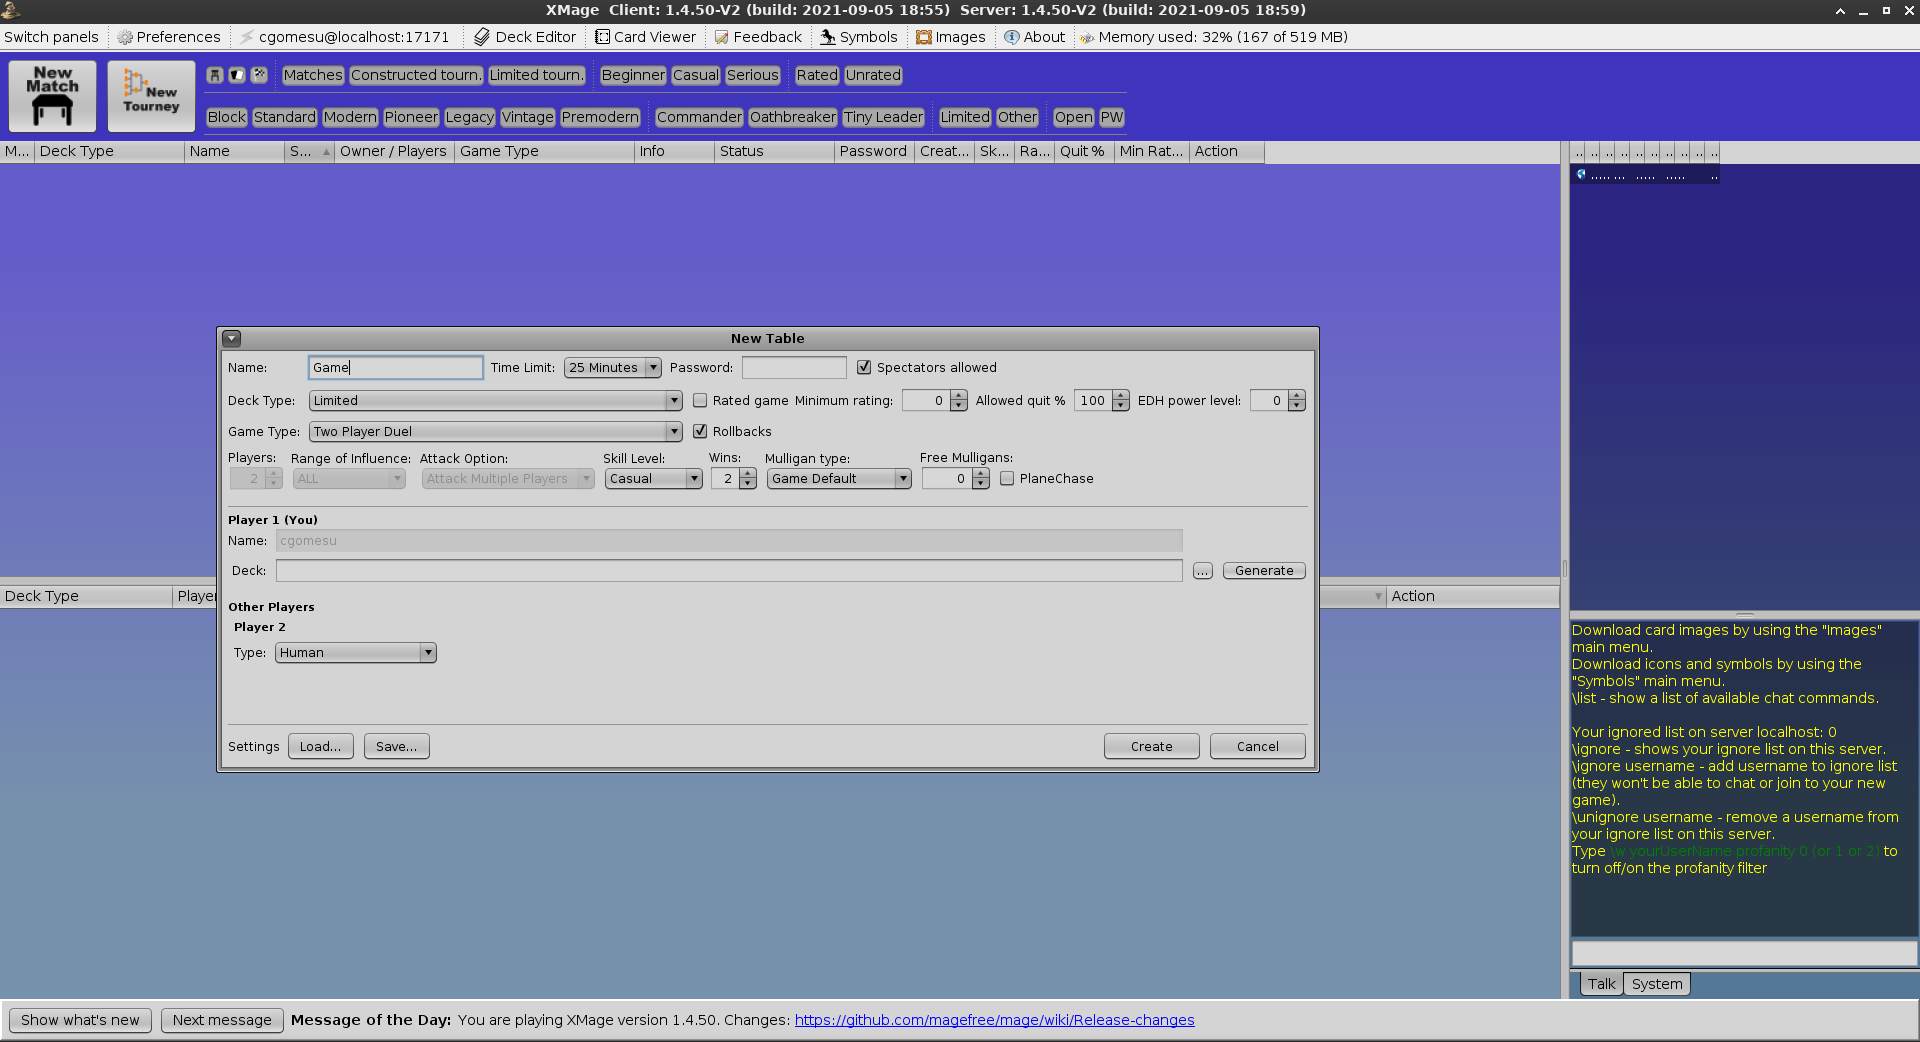 XMage Client: 1.4.50-V2 (build: 2021-09-05 18:55) Server: 1.4.50-V2 (build: 2021-09-05 18:59)
Switch panels Preferences cgomesu@localhost:17171 Deck Editor Card Viewer Feedback Symbols Images About Memory used: 32% (167 of 519 MB)
New Match New Tourney
Matches Constructed tourn. Limited tourn. Beginner Casual Serious Rated Unrated
Block Standard Modern Pioneer Legacy Vintage Premodern Commander Oathbreaker Tiny Leader Limited Other Open PW
M... Deck Type Name S... Owner / Players Game Type Info Status Password Creat... Sk... Ra... Quit % Min Rat... Action
New Table
Name: Game Time Limit: 25 Minutes Password: Spectators allowed
Deck Type: Limited Rated game Minimum rating: 0 Allowed quit % 100 EDH power level: 0
Game Type: Two Player Duel Rollbacks
Players: Range of Influence: Attack Option: Skill Level: Wins: Mulligan type: Free Mulligans:
2 ALL Attack Multiple Players Casual 2 Game Default 0 PlaneChase
Player 1 (You)
Name: cgomesu
Deck: ... Generate
Other Players
Player 2
Type: Human
Settings Load... Save... Create Cancel
Deck Type Player Action
Download card images by using the "Images"
main menu.
Download icons and symbols by using the
"Symbols" main menu.
\list - show a list of available chat commands.
Your ignored list on server localhost: 0
\ignore - shows your ignore list on this server.
\ignore username - add username to ignore list
(they won't be able to chat or join to your new
game).
\unignore username - remove a username from
your ignore list on this server.
Type \w yourUserName profanity 0 (or 1 or 2) to
turn off/on the profanity filter
Talk System
Show what's new Next message Message of the Day: You are playing XMage version 1.4.50. Changes: https://github.com/magefree/mage/wiki/Release-changes